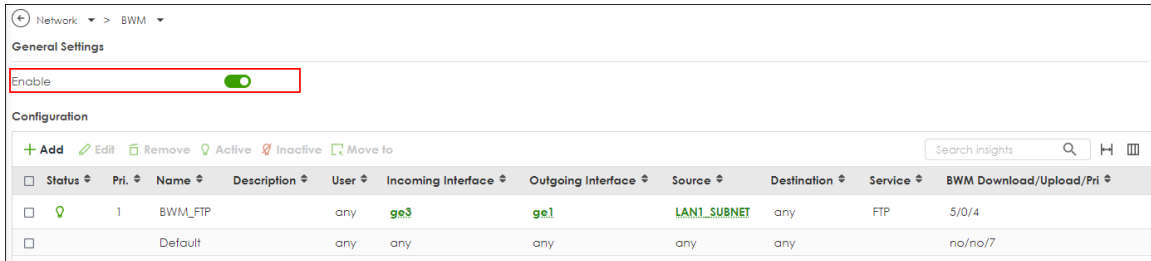 Network > BWM
General Settings
Enable
Configuration
+ Add Edit Remove Active Inactive Move to Search insights
Status Pri. Name Description User Incoming Interface Outgoing Interface Source Destination Service BWM Download/Upload/Pri
1 BWM_FTP any ge3 ge1 LAN1_SUBNET any FTP 5/0/4
Default any any any any any no/no/7